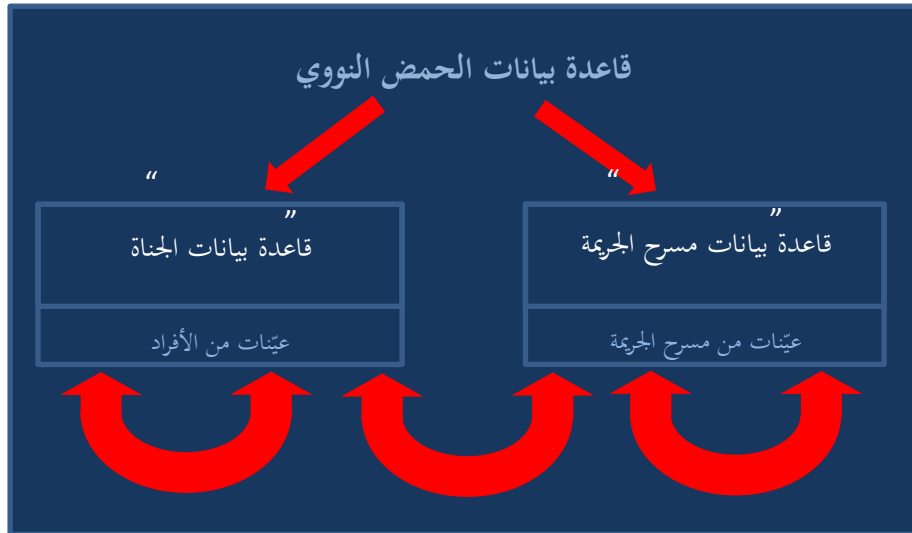 قاعدة بيانات الحمض النووي
“ “
” ”
قاعدة بيانات مسرح الجريمة
قاعدة بيانات الجناة
عيّنات من مسرح الجريمة
عيّنات من الأفراد